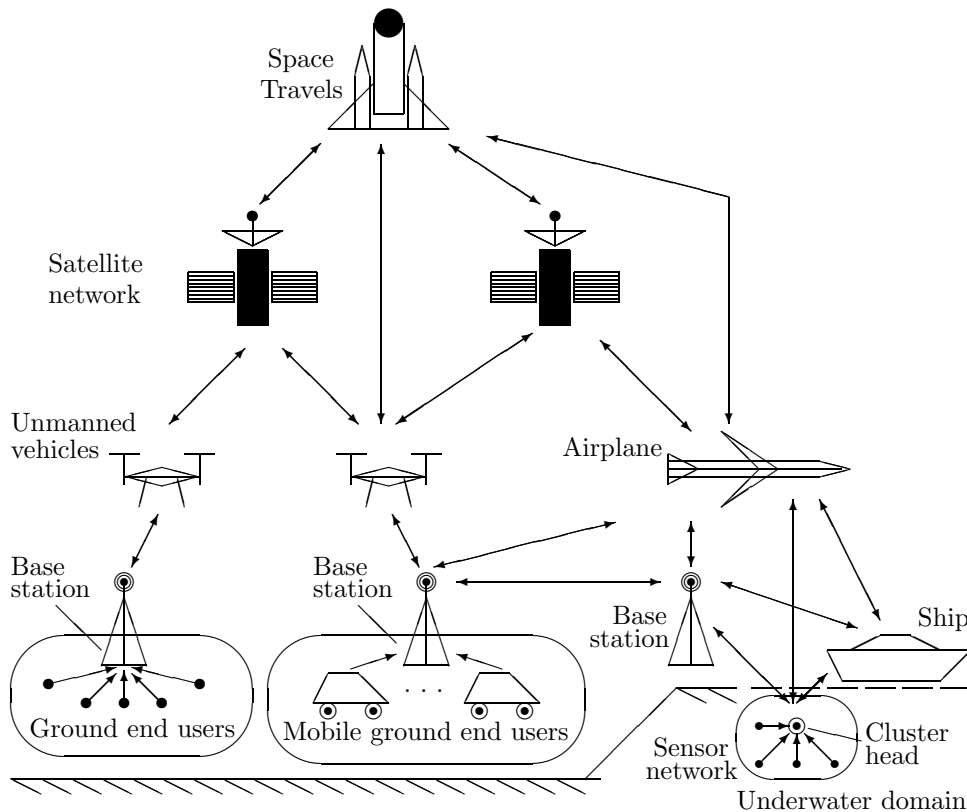 Space
Travels
Satellite
network
Unmanned
vehicles
Airplane
Base
station
Base
station
Base
station
Ship
Ground end users
. . .
Mobile ground end users
Sensor
network
Cluster
head
Underwater domain